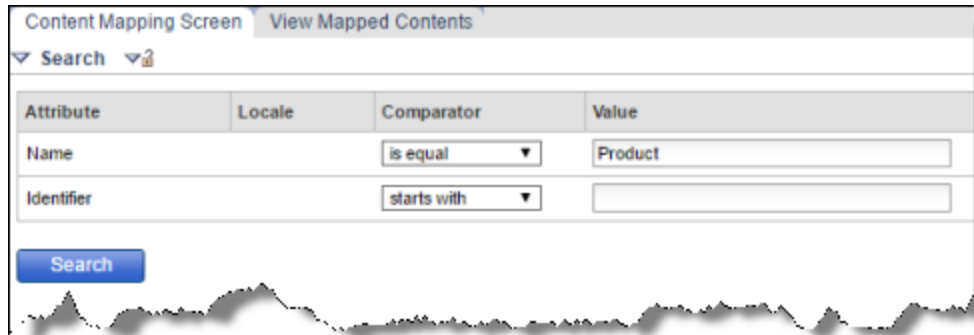 Content Mapping Screen View Mapped Contents
Search
Attribute Locale Comparator Value
Name is equal Product
Identifier starts with
Search